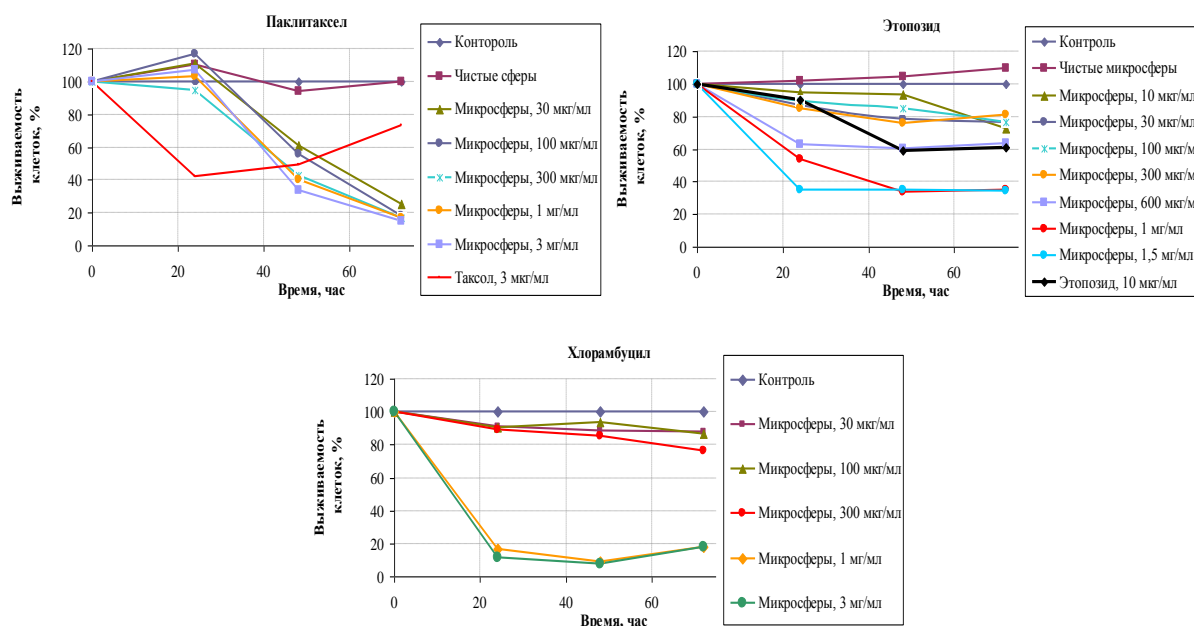 Паклитаксел
120
100
80
60
40
20
0
0 20 40 60
Выживаемость
клеток, %
Время, час
Контороль
Чистые сферы
Микросферы, 30 мкг/мл
Микросферы, 100 мкг/мл
Микросферы, 300 мкг/мл
Микросферы, 1 мг/мл
Микросферы, 3 мг/мл
Таксол, 3 мкг/мл
Этопозид
120
100
80
60
40
20
0
0 20 40 60
Выживаемость
клеток, %
Время, час
Контроль
Чистые микросферы
Микросферы, 10 мкг/мл
Микросферы, 30 мкг/мл
Микросферы, 100 мкг/мл
Микросферы, 300 мкг/мл
Микросферы, 600 мкг/мл
Микросферы, 1 мг/мл
Микросферы, 1,5 мг/мл
Этопозид, 10 мкг/мл
Хлорамбуцил
120
100
80
60
40
20
0
0 20 40 60
Выживаемость
клеток, %
Время, час
Контроль
Микросферы, 30 мкг/мл
Микросферы, 100 мкг/мл
Микросферы, 300 мкг/мл
Микросферы, 1 мг/мл
Микросферы, 3 мг/мл